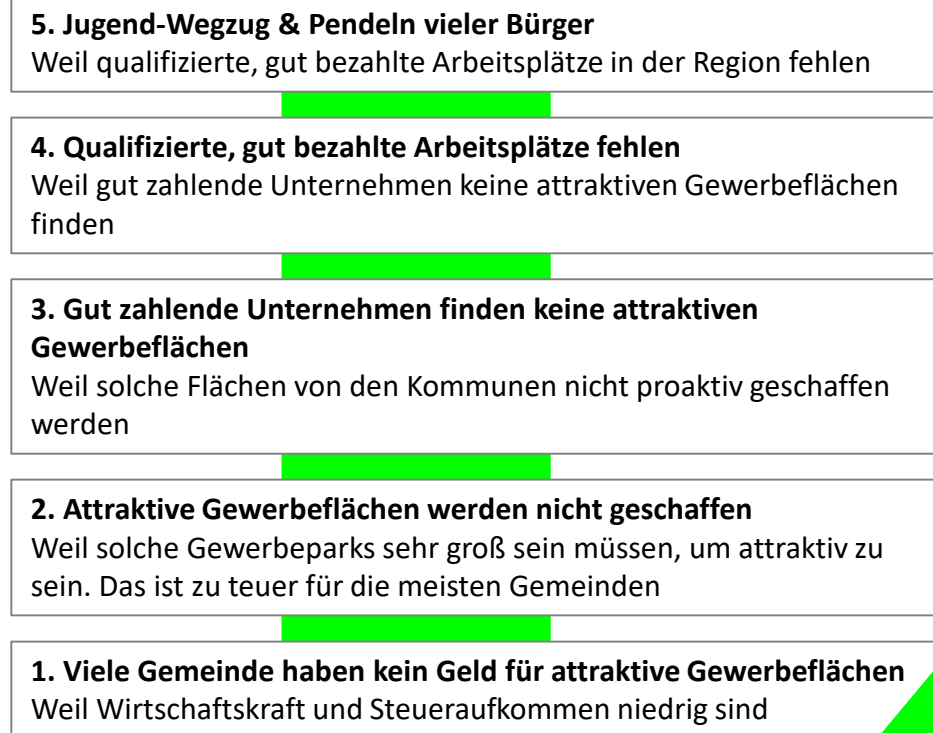 5. Jugend-Wegzug & Pendeln vieler Bürger
Weil qualifizierte, gut bezahlte Arbeitsplätze in der Region fehlen
4. Qualifizierte, gut bezahlte Arbeitsplätze fehlen
Weil gut zahlende Unternehmen keine attraktiven Gewerbeflächen
finden
3. Gut zahlende Unternehmen finden keine attraktiven
Gewerbeflächen
Weil solche Flächen von den Kommunen nicht proaktiv geschaffen
werden
2. Attraktive Gewerbeflächen werden nicht geschaffen
Weil solche Gewerbeparks sehr groß sein müssen, um attraktiv zu
sein. Das ist zu teuer für die meisten Gemeinden
1. Viele Gemeinde haben kein Geld für attraktive Gewerbeflächen
Weil Wirtschaftskraft und Steueraufkommen niedrig sind